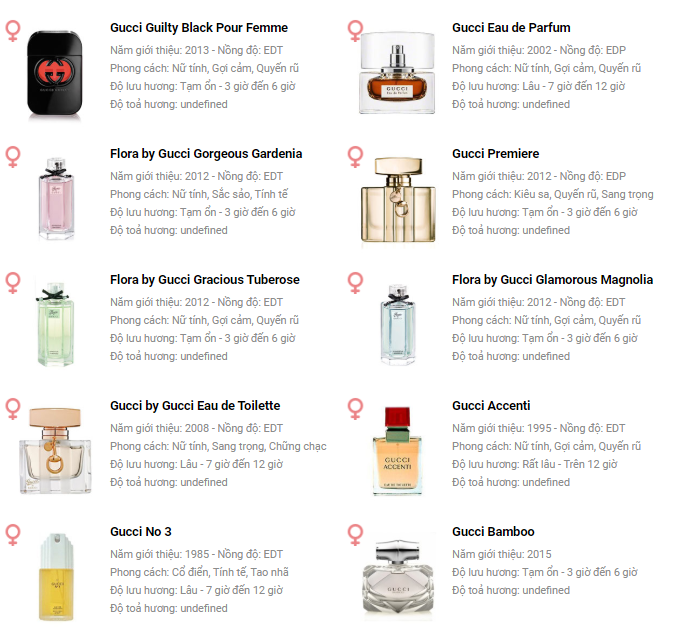 Gucci Guilty Black Pour Femme
Năm giới thiệu: 2013 - Nồng độ: EDT
Phong cách: Nữ tính, Gợi cảm, Quyến rũ
Độ lưu hương: Tạm ổn - 3 giờ đến 6 giờ
Độ toả hương: undefined
Gucci Eau de Parfum
Năm giới thiệu: 2002 - Nồng độ: EDP
Phong cách: Nữ tính, Gợi cảm, Quyến rũ
Độ lưu hương: Lâu - 7 giờ đến 12 giờ
Độ toả hương: undefined
GUCCI
Flora by Gucci Gorgeous Gardenia
Năm giới thiệu: 2012 - Nồng độ: EDT
Phong cách: Nữ tính, Sắc sảo, Tinh tế
Độ lưu hương: Tạm ổn - 3 giờ đến 6 giờ
Độ toả hương: undefined
Gucci Premiere
Năm giới thiệu: 2012 - Nồng độ: EDP
Phong cách: Kiêu sa, Quyến rũ, Sang trọng
Độ lưu hương: Tạm ổn - 3 giờ đến 6 giờ
Độ toả hương: undefined
Flora by Gucci Gracious Tuberose
Năm giới thiệu: 2012 - Nồng độ: EDT
Phong cách: Nữ tính, Gợi cảm, Quyến rũ
Độ lưu hương: Tạm ổn - 3 giờ đến 6 giờ
Độ toả hương: undefined
Flora by Gucci Glamorous Magnolia
Năm giới thiệu: 2012 - Nồng độ: EDT
Phong cách: Nữ tính, Gợi cảm, Quyến rũ
Độ lưu hương: Tạm ổn - 3 giờ đến 6 giờ
Độ toả hương: undefined
Gucci by Gucci Eau de Toilette
Năm giới thiệu: 2008 - Nồng độ: EDT
Phong cách: Nữ tính, Sang trọng, Chững chạc
Độ lưu hương: Lâu - 7 giờ đến 12 giờ
Độ toả hương: undefined
Gucci Accenti
Năm giới thiệu: 1995 - Nồng độ: EDT
Phong cách: Nữ tính, Gợi cảm, Quyến rũ
Độ lưu hương: Rất lâu - Trên 12 giờ
Độ toả hương: undefined
GUCCI
ACCENTI
Gucci No 3
Năm giới thiệu: 1985 - Nồng độ: EDT
Phong cách: Cổ điển, Tinh tế, Tao nhã
Độ lưu hương: Lâu - 7 giờ đến 12 giờ
Độ toả hương: undefined
Gucci Bamboo
Năm giới thiệu: 2015
Độ lưu hương: Tạm ổn - 3 giờ đến 6 giờ
Độ toả hương: undefined
GUCCI